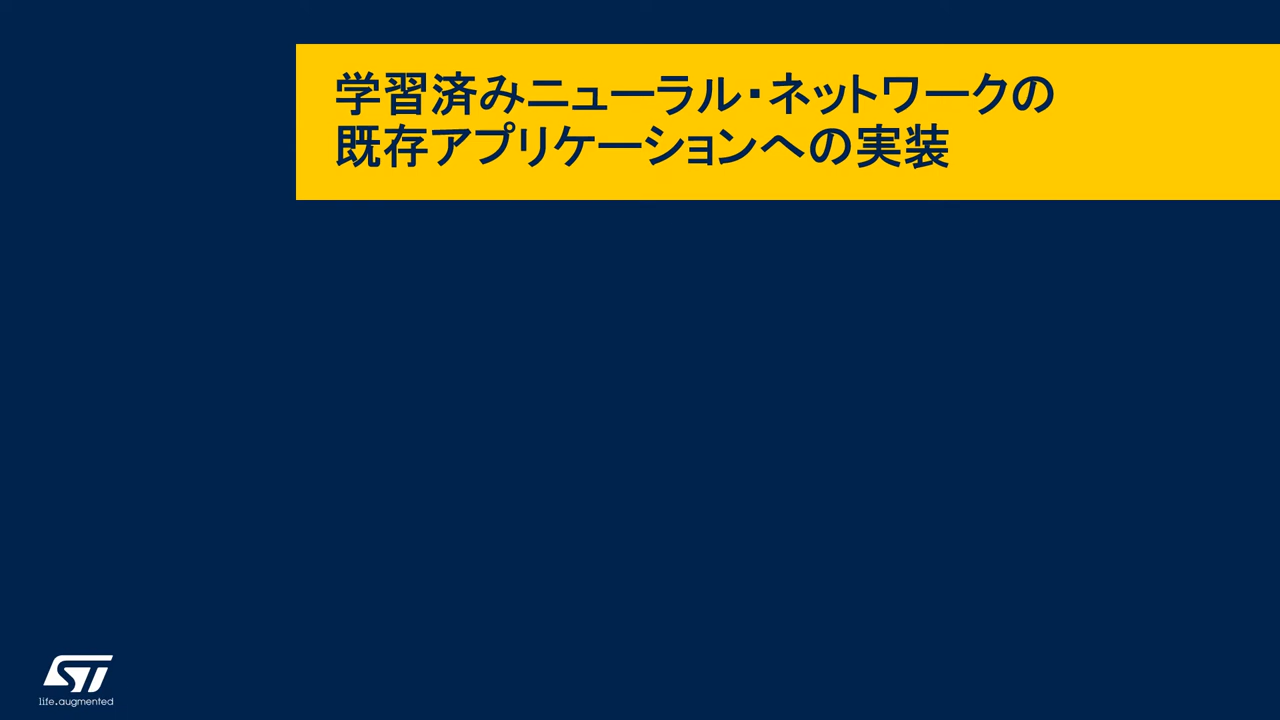 学習済みニューラル・ネットワークの
既存アプリケーションへの実装
ST
life.augmented